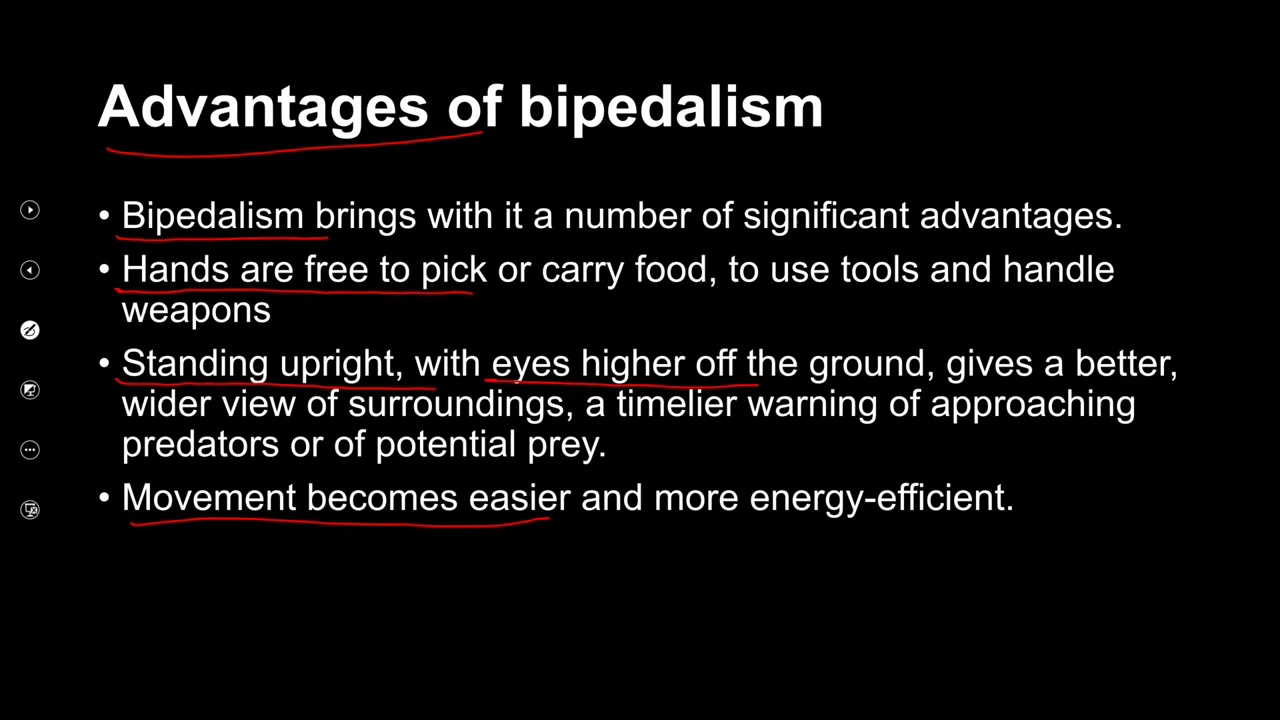 Advantages of bipedalism
• Bipedalism brings with it a number of significant advantages.
• Hands are free to pick or carry food, to use tools and handle
weapons
• Standing upright, with eyes higher off the ground, gives a better,
wider view of surroundings, a timelier warning of approaching
predators or of potential prey.
• Movement becomes easier and more energy-efficient.